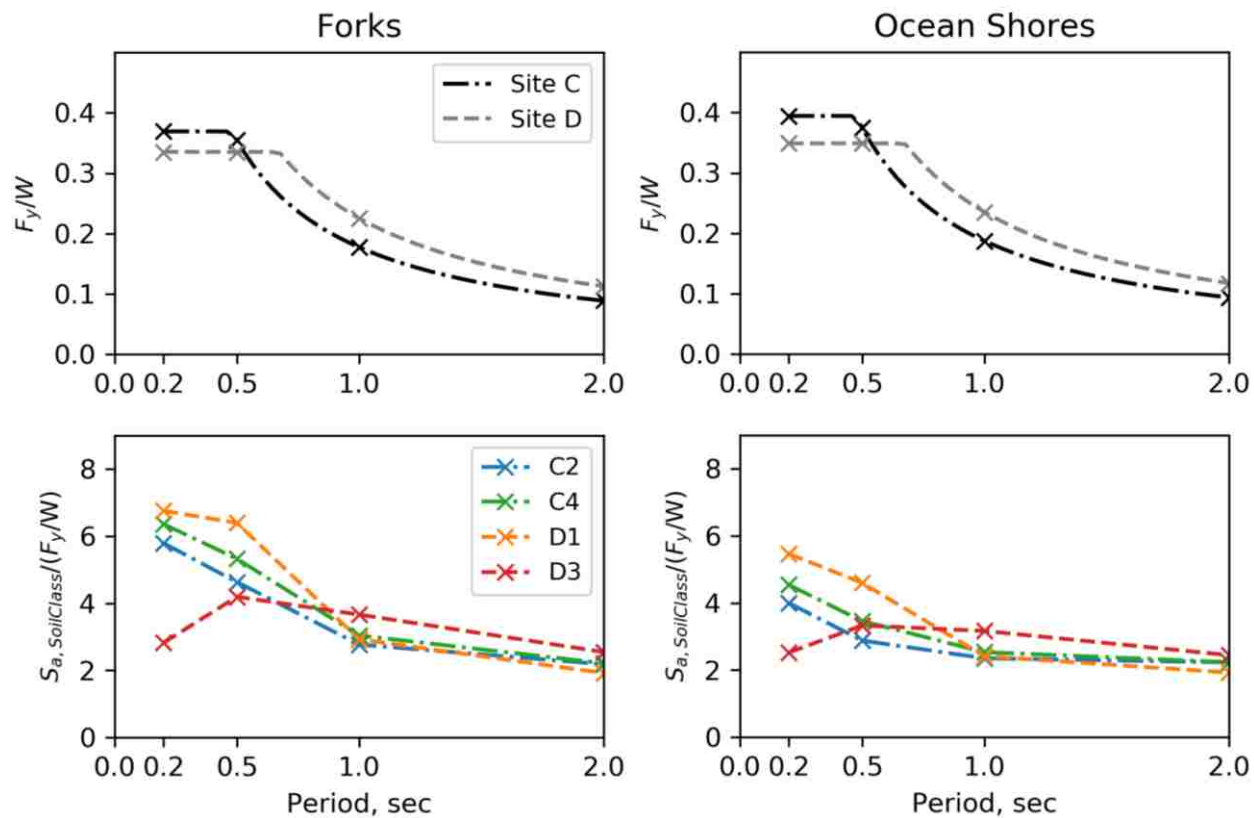 Forks
Ocean Shores
F_y/W
0.4
0.3
0.2
0.1
0.0
Site C
Site D
0.0 0.2 0.5 1.0 2.0
F_y/W
0.4
0.3
0.2
0.1
0.0
0.0 0.2 0.5 1.0 2.0
S_{a,SoilClass}/(F_y/W)
8
6
4
2
0
C2
C4
D1
D3
0.0 0.2 0.5 1.0 2.0
Period, sec
S_{a,SoilClass}/(F_y/W)
8
6
4
2
0
0.0 0.2 0.5 1.0 2.0
Period, sec